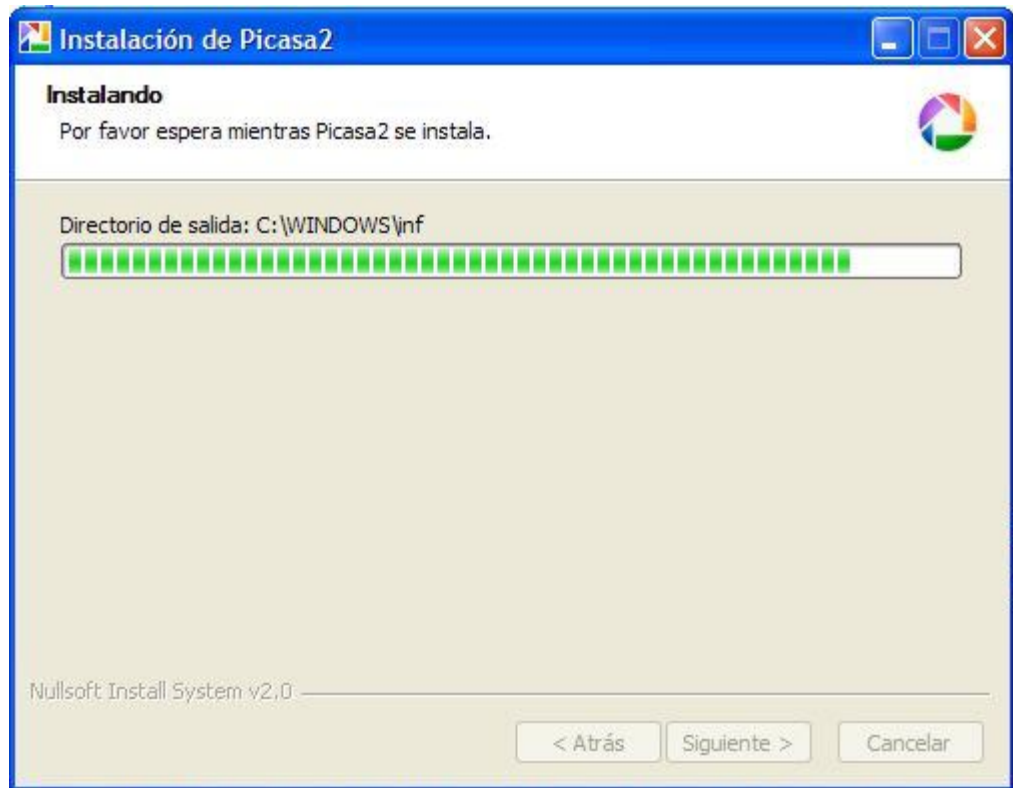 Instalación de Picasa2
Instalando
Por favor espera mientras Picasa2 se instala.
Directorio de salida: C:\WINDOWS\inf
Nullsoft Install System v2.0
< Atrás Siguiente > Cancelar